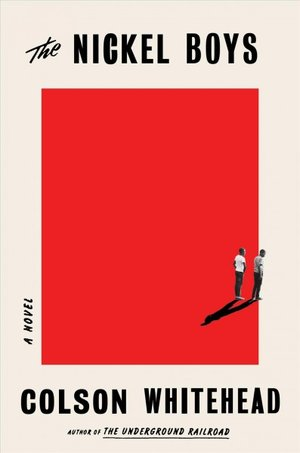 The NICKEL BOYS
A NOVEL
COLSON WHITEHEAD
AUTHOR OF THE UNDERGROUND RAILROAD